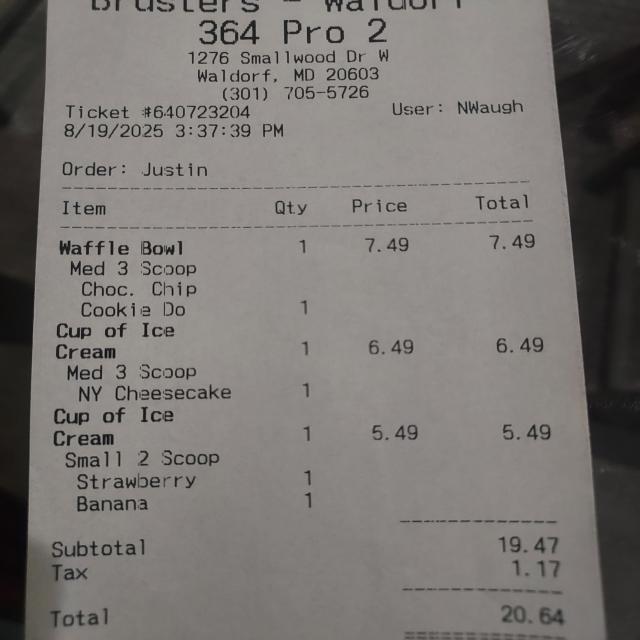 Brusters - Waldorf
364 Pro 2
1276 Smallwood Dr W
Waldorf, MD 20603
(301) 705-5726
Ticket #640723204 User: NWaugh
8/19/2025 3:37:39 PM
Order: Justin
Item Qty Price Total
Waffle Bowl 1 7.49 7.49
Med 3 Scoop
Choc. Chip
Cookie Do 1
Cup of Ice
Cream 1 6.49 6.49
Med 3 Scoop
NY Cheesecake 1
Cup of Ice
Cream 1 5.49 5.49
Small 2 Scoop
Strawberry 1
Banana 1
Subtotal 19.47
Tax 1.17
Total 20.64